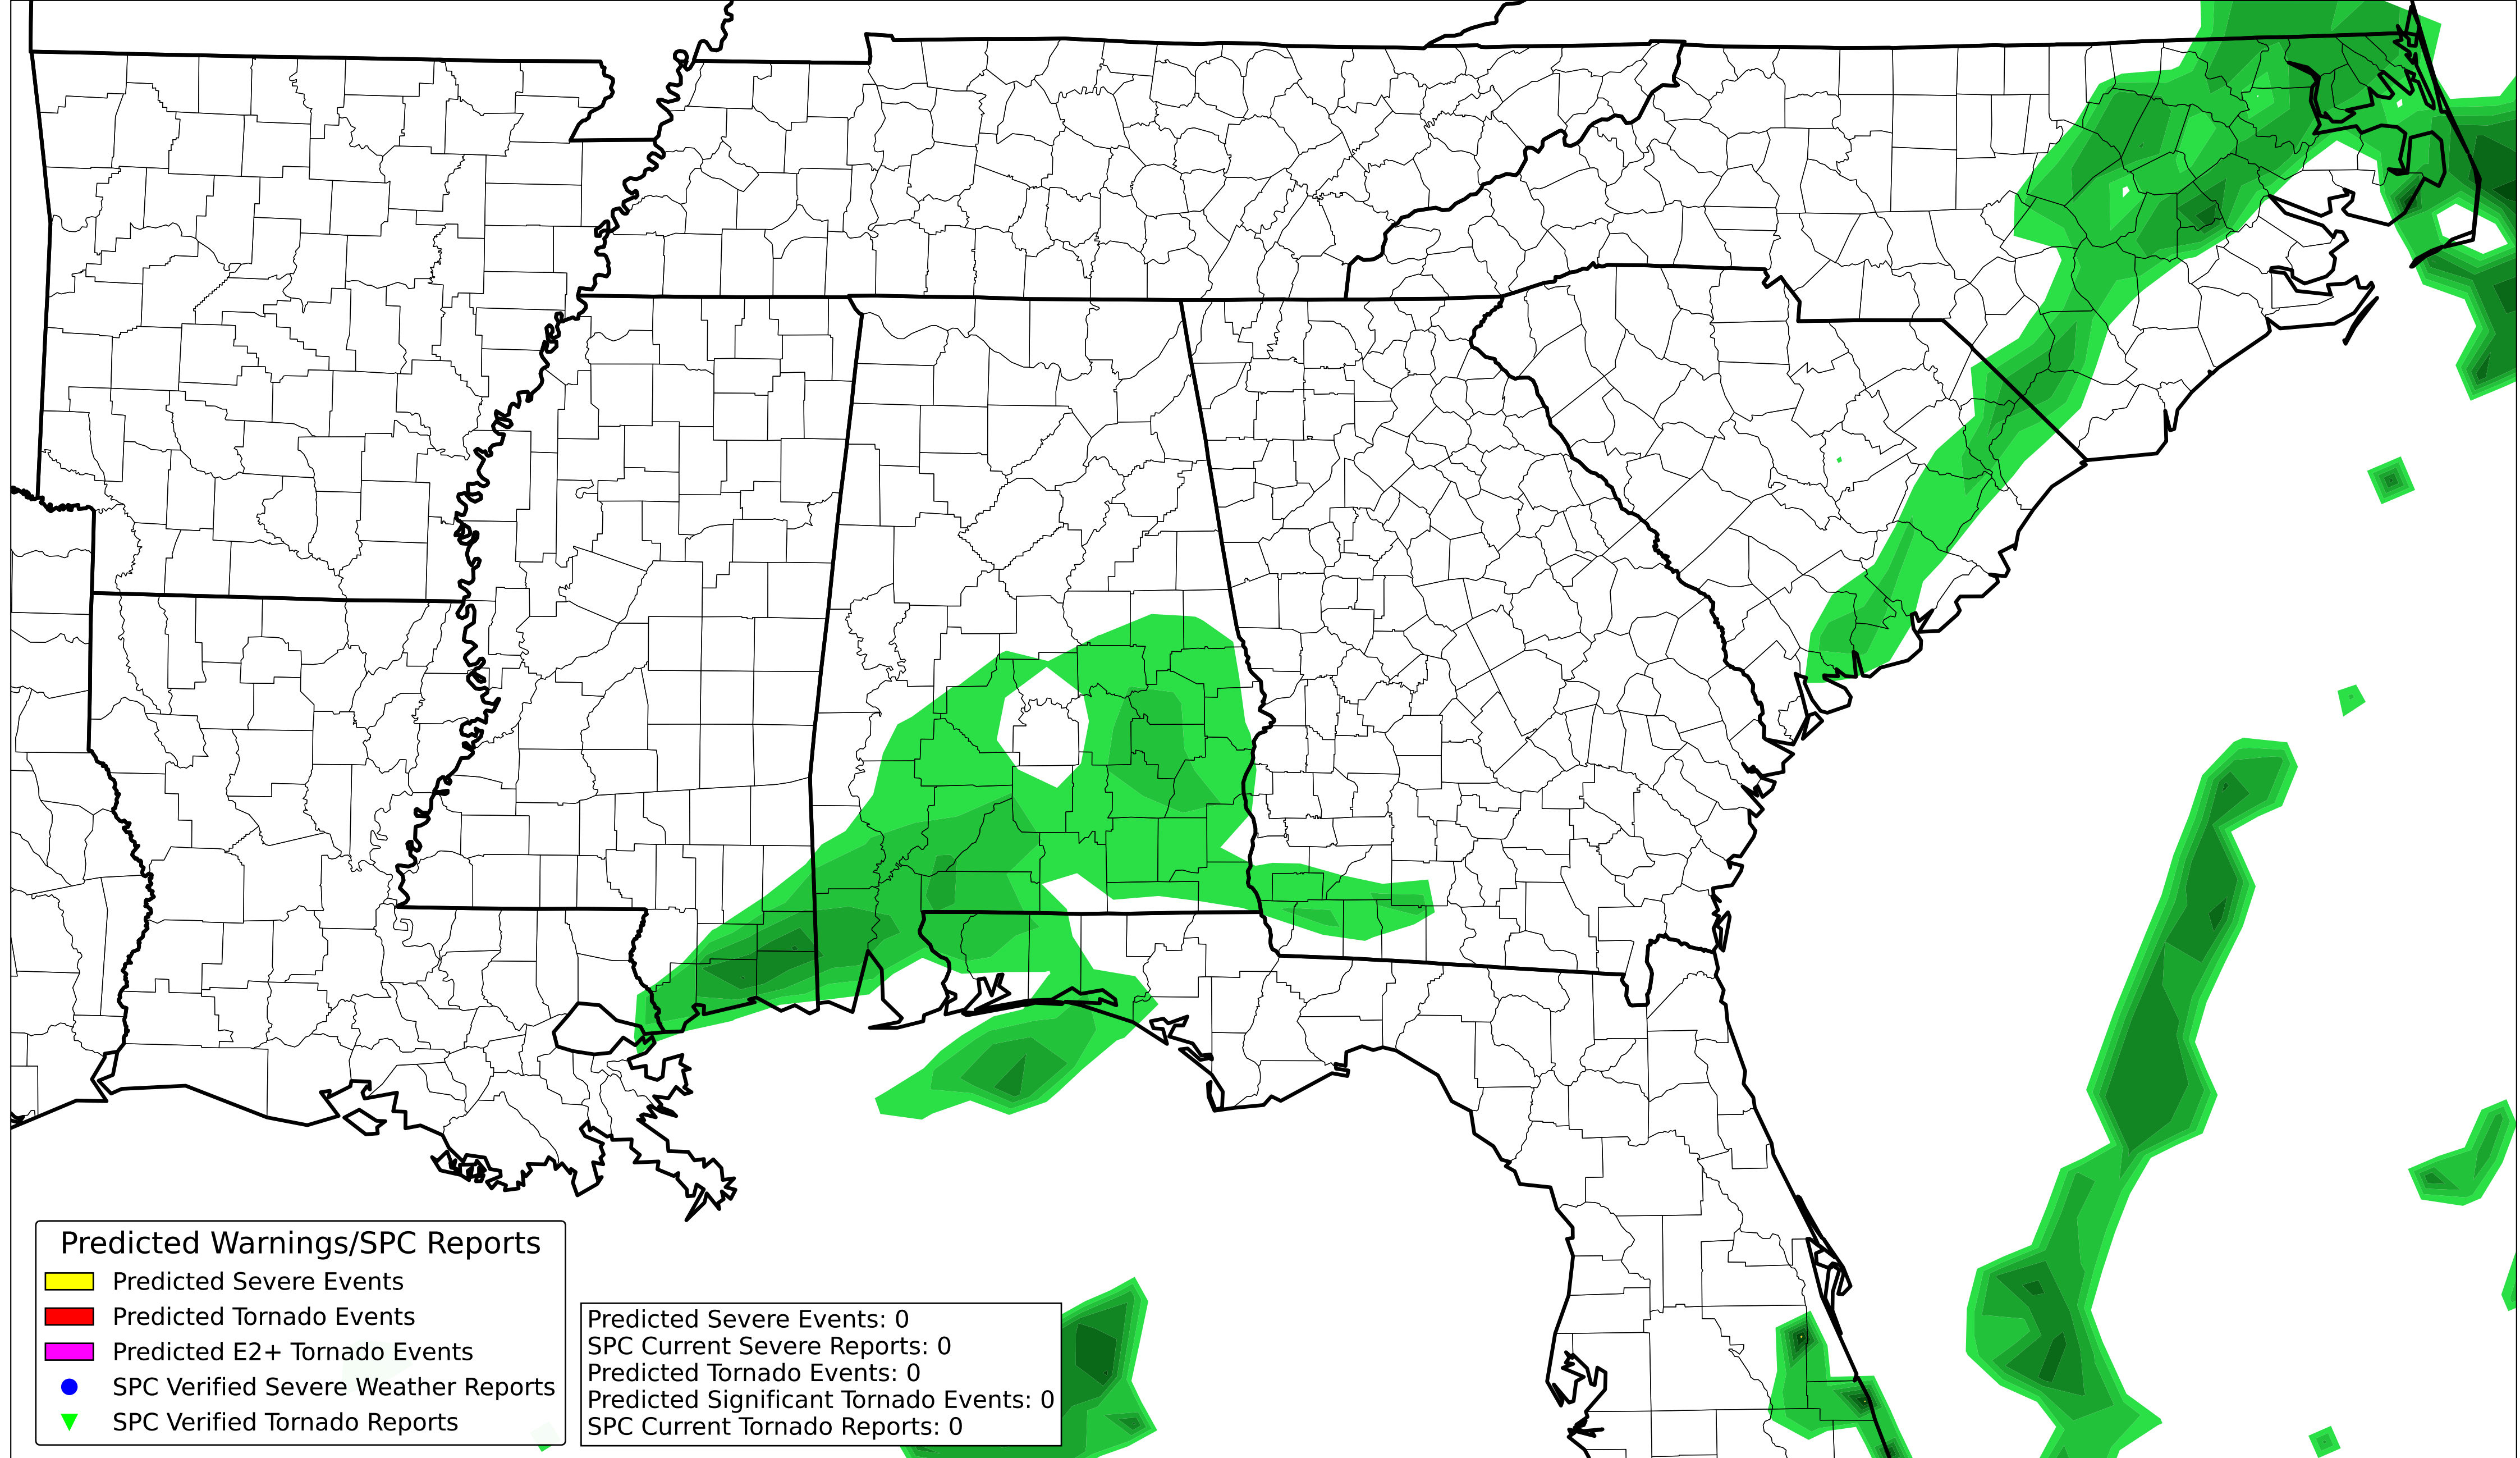 Predicted Warnings/SPC Reports
Predicted Severe Events
Predicted Tornado Events
Predicted E2+ Tornado Events
SPC Verified Severe Weather Reports
SPC Verified Tornado Reports
Predicted Severe Events: 0
SPC Current Severe Reports: 0
Predicted Tornado Events: 0
Predicted Significant Tornado Events: 0
SPC Current Tornado Reports: 0